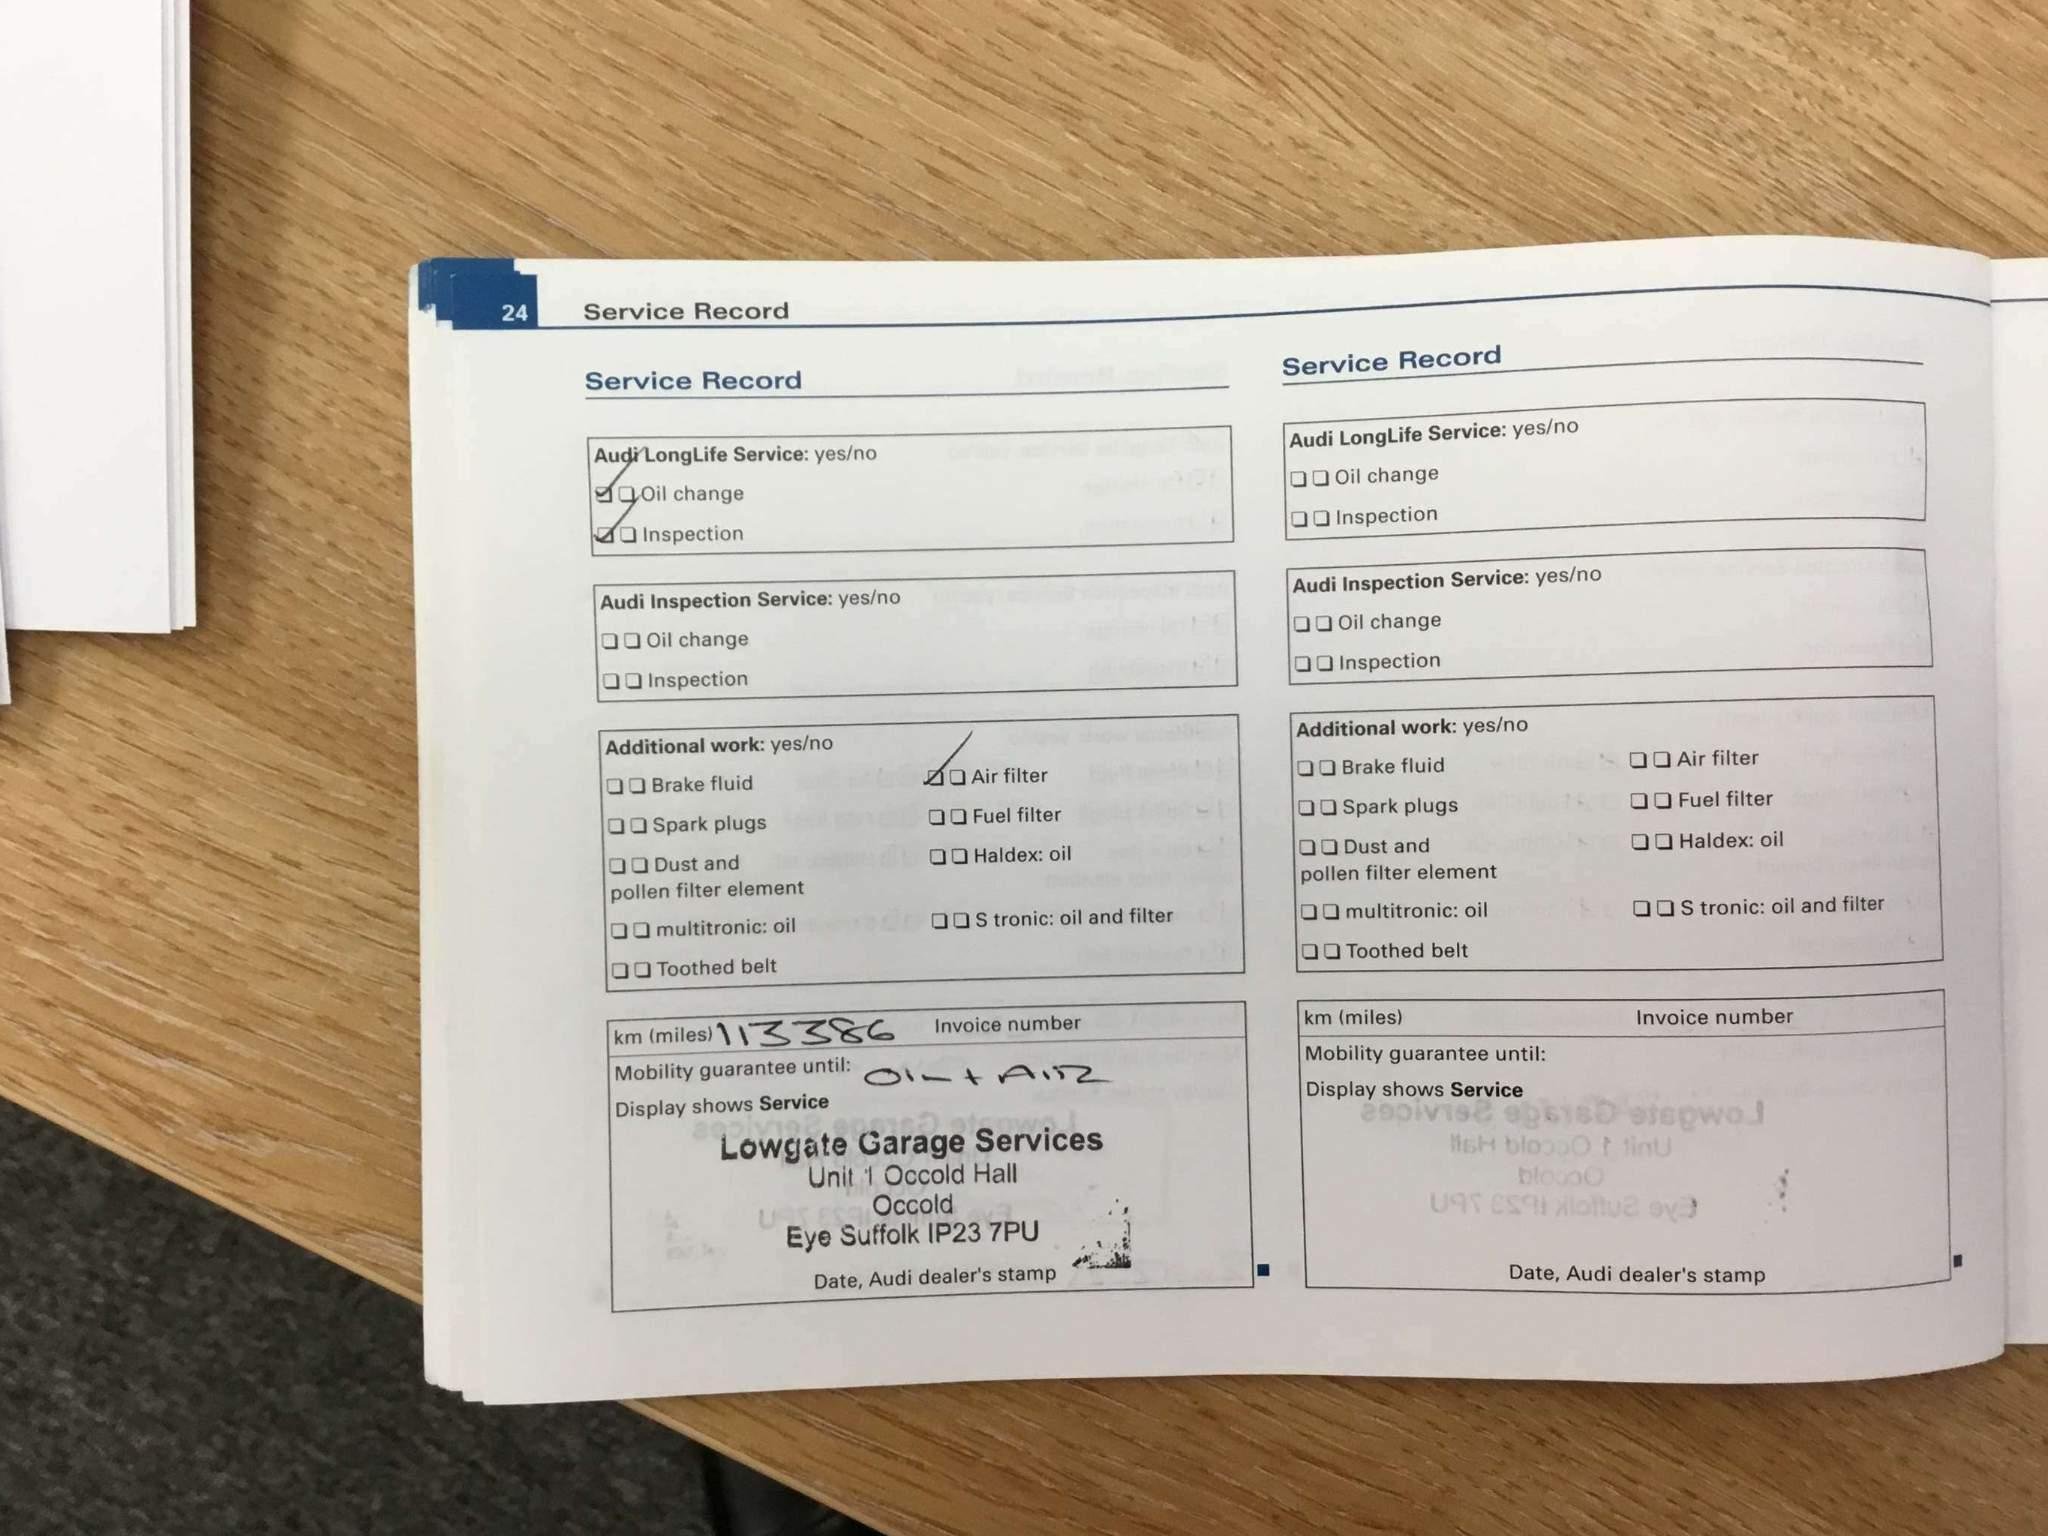 24 Service Record
Service Record
Audi LongLife Service: yes/no
Oil change
Inspection
Audi Inspection Service: yes/no
Oil change
Inspection
Additional work: yes/no
Brake fluid Air filter
Spark plugs Fuel filter
Dust and Haldex: oil
pollen filter element
multitronic: oil S tronic: oil and filter
Toothed belt
km (miles) 113386 Invoice number
Mobility guarantee until: OIL + AIR
Display shows Service
Lowgate Garage Services
Unit 1 Occold Hall
Occold
Eye Suffolk IP23 7PU
Date, Audi dealer's stamp
Service Record
Audi LongLife Service: yes/no
Oil change
Inspection
Audi Inspection Service: yes/no
Oil change
Inspection
Additional work: yes/no
Brake fluid Air filter
Spark plugs Fuel filter
Dust and Haldex: oil
pollen filter element
multitronic: oil S tronic: oil and filter
Toothed belt
km (miles) Invoice number
Mobility guarantee until:
Display shows Service
Date, Audi dealer's stamp